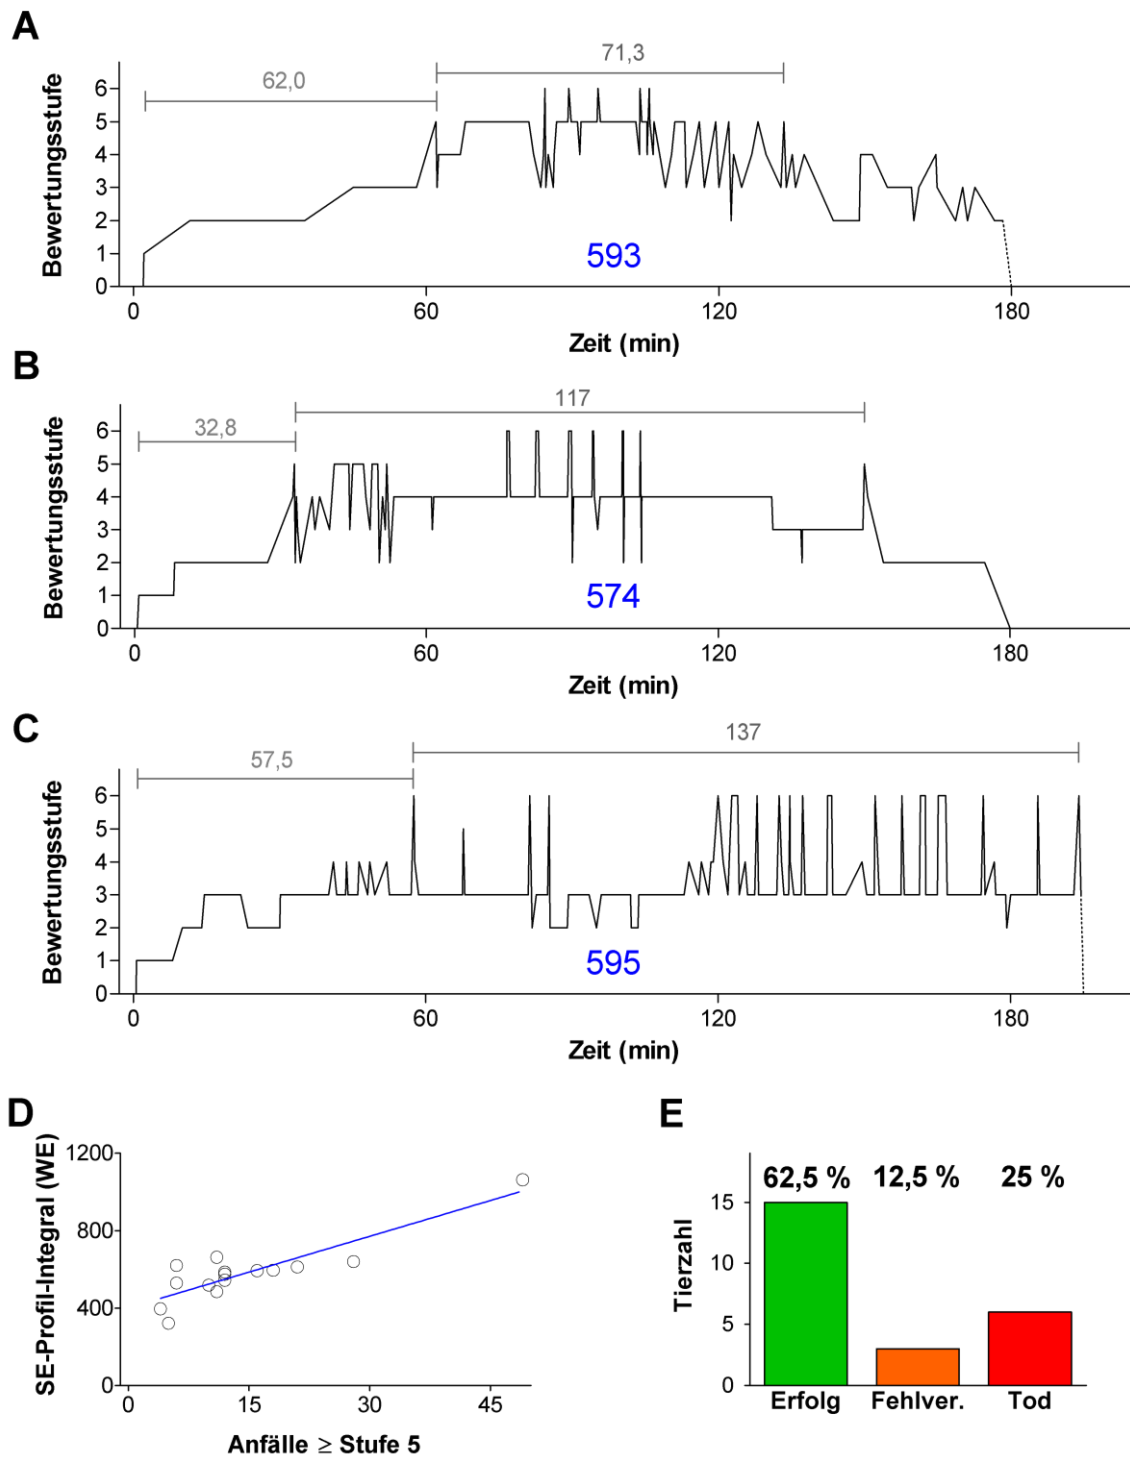 A
71,3
62,0
Bewertungsstufe
6
5
4
3
2
1
0
593
0 60 120 180
Zeit (min)
B
117
32,8
Bewertungsstufe
6
5
4
3
2
1
0
574
0 60 120 180
Zeit (min)
C
137
57,5
Bewertungsstufe
6
5
4
3
2
1
0
595
0 60 120 180
Zeit (min)
D
SE-Profil-Integral (WE)
1200
800
400
0
0 15 30 45
Anfälle ≥ Stufe 5
E
62,5 % 12,5 % 25 %
Tierzahl
15
10
5
0
Erfolg Fehlver. Tod